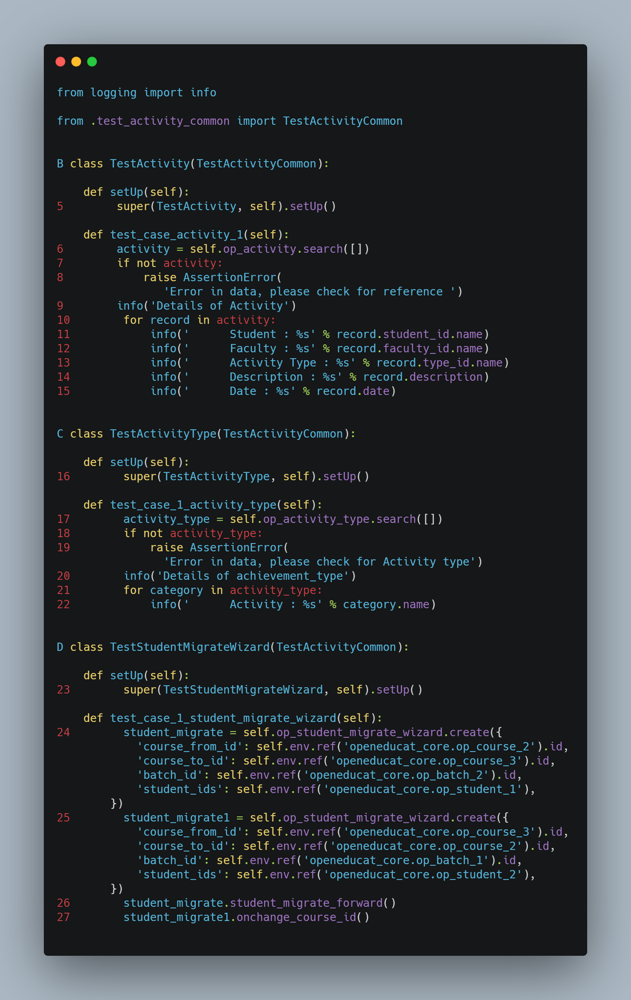 from logging import info

from .test_activity_common import TestActivityCommon


B class TestActivity(TestActivityCommon):

    def setUp(self):
5        super(TestActivity, self).setUp()

    def test_case_activity_1(self):
6        activity = self.op_activity.search([])
7        if not activity:
8            raise AssertionError(
                'Error in data, please check for reference ')
9        info('Details of Activity')
10        for record in activity:
11            info('      Student : %s' % record.student_id.name)
12            info('      Faculty : %s' % record.faculty_id.name)
13            info('      Activity Type : %s' % record.type_id.name)
14            info('      Description : %s' % record.description)
15            info('      Date : %s' % record.date)


C class TestActivityType(TestActivityCommon):

    def setUp(self):
16        super(TestActivityType, self).setUp()

    def test_case_1_activity_type(self):
17        activity_type = self.op_activity_type.search([])
18        if not activity_type:
19            raise AssertionError(
                'Error in data, please check for Activity type')
20        info('Details of achievement_type')
21        for category in activity_type:
22            info('      Activity : %s' % category.name)


D class TestStudentMigrateWizard(TestActivityCommon):

    def setUp(self):
23        super(TestStudentMigrateWizard, self).setUp()

    def test_case_1_student_migrate_wizard(self):
24        student_migrate = self.op_student_migrate_wizard.create({
            'course_from_id': self.env.ref('openeducat_core.op_course_2').id,
            'course_to_id': self.env.ref('openeducat_core.op_course_3').id,
            'batch_id': self.env.ref('openeducat_core.op_batch_2').id,
            'student_ids': self.env.ref('openeducat_core.op_student_1'),
        })
25        student_migrate1 = self.op_student_migrate_wizard.create({
            'course_from_id': self.env.ref('openeducat_core.op_course_3').id,
            'course_to_id': self.env.ref('openeducat_core.op_course_2').id,
            'batch_id': self.env.ref('openeducat_core.op_batch_1').id,
            'student_ids': self.env.ref('openeducat_core.op_student_2'),
        })
26        student_migrate.student_migrate_forward()
27        student_migrate1.onchange_course_id()